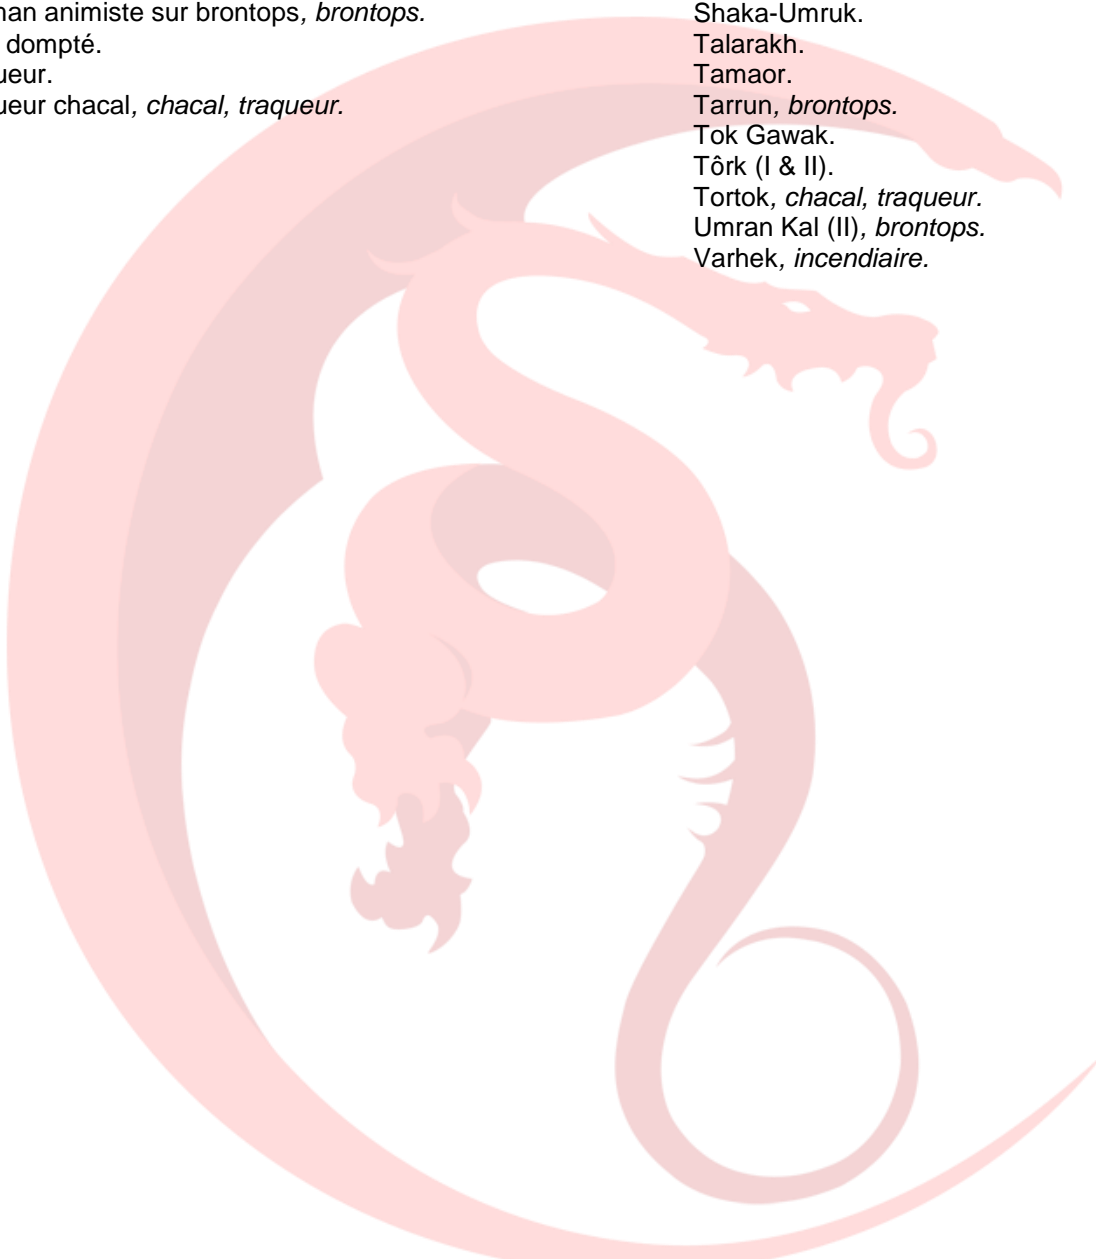 man animiste sur brontops, brontops.
dompté.
ueur.
ueur chacal, chacal, traqueur.
Shaka-Umruk.
Talarakh.
Tamaor.
Tarrun, brontops.
Tok Gawak.
Tôrk (I & II).
Tortok, chacal, traqueur.
Umran Kal (II), brontops.
Varhek, incendiaire.